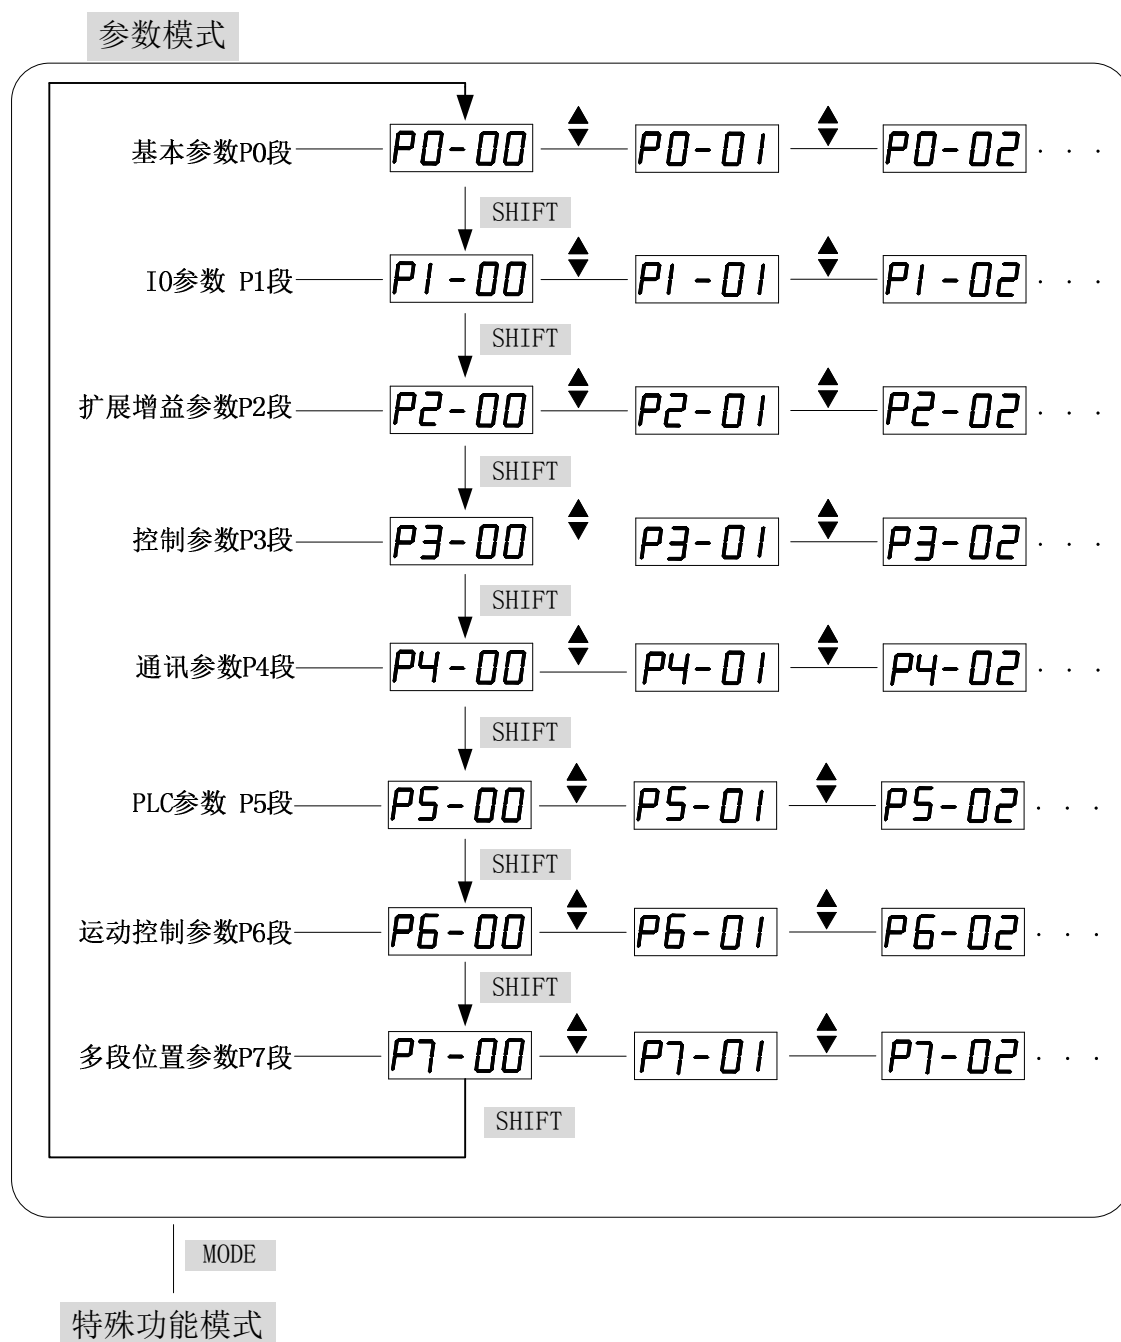 参数模式
基本参数P0段 P0-00 P0-01 P0-02 . . .
SHIFT
IO参数 P1段 P1-00 P1-01 P1-02 . . .
SHIFT
扩展增益参数P2段 P2-00 P2-01 P2-02 . . .
SHIFT
控制参数P3段 P3-00 P3-01 P3-02 . . .
SHIFT
通讯参数P4段 P4-00 P4-01 P4-02 . . .
SHIFT
PLC参数 P5段 P5-00 P5-01 P5-02 . . .
SHIFT
运动控制参数P6段 P6-00 P6-01 P6-02 . . .
SHIFT
多段位置参数P7段 P7-00 P7-01 P7-02 . . .
SHIFT
MODE
特殊功能模式